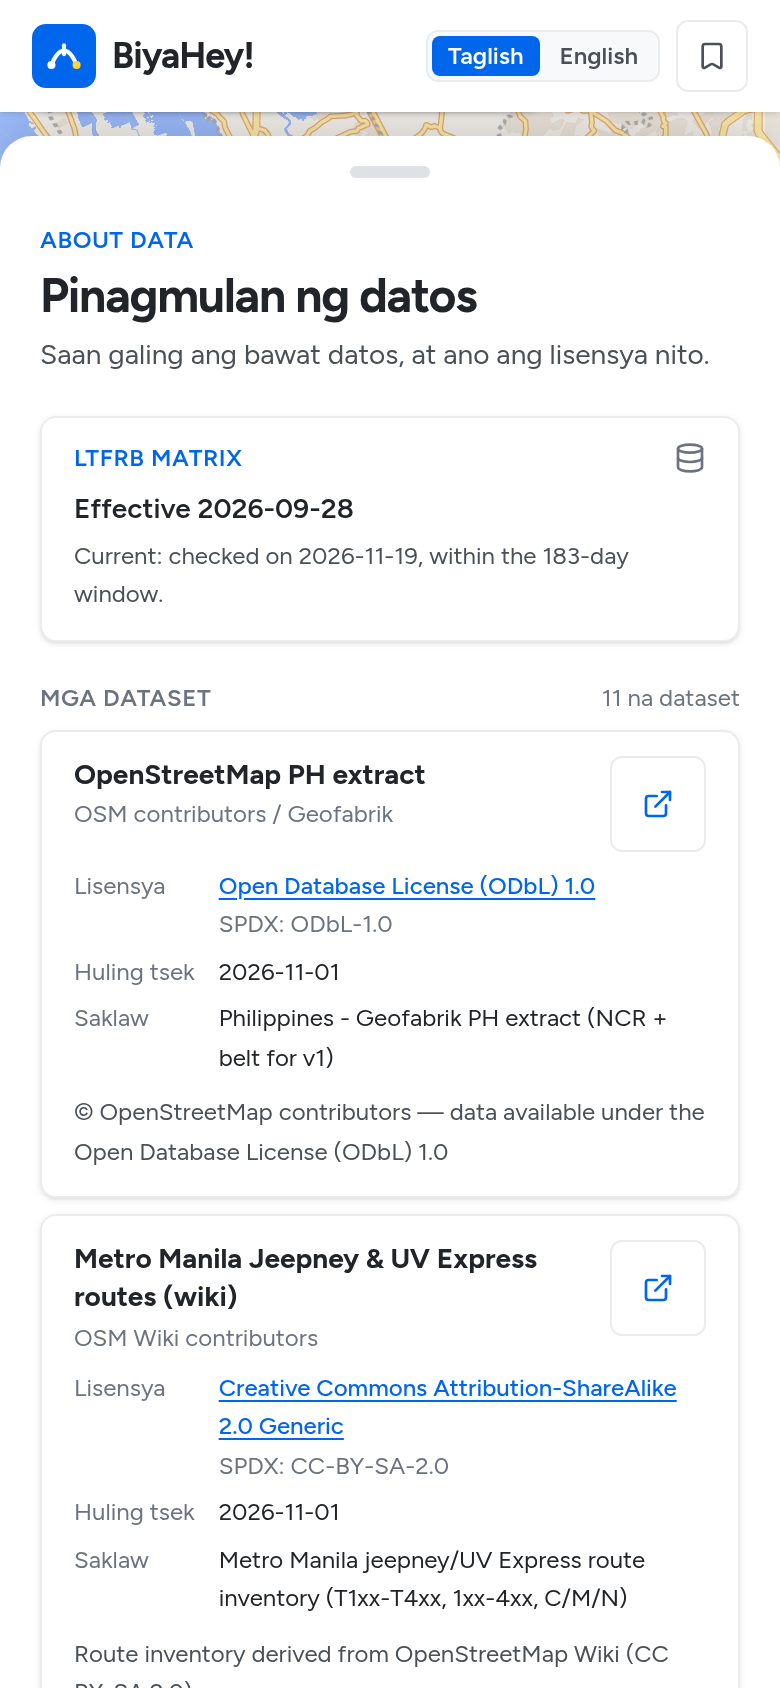 BiyaHey!
Taglish
English
ABOUT DATA
Pinagmulan ng datos
Saan galing ang bawat datos, at ano ang lisensya nito.
LTFRB MATRIX
Effective 2026-09-28
Current: checked on 2026-11-19, within the 183-day
window.
MGA DATASET
11 na dataset
OpenStreetMap PH extract
OSM contributors / Geofabrik
Lisensya
Open Database License (ODbL) 1.0
SPDX: ODbL-1.0
Huling tsek
2026-11-01
Saklaw
Philippines - Geofabrik PH extract (NCR +
belt for v1)
© OpenStreetMap contributors — data available under the
Open Database License (ODbL) 1.0
Metro Manila Jeepney & UV Express
routes (wiki)
OSM Wiki contributors
Lisensya
Creative Commons Attribution-ShareAlike
2.0 Generic
SPDX: CC-BY-SA-2.0
Huling tsek
2026-11-01
Saklaw
Metro Manila jeepney/UV Express route
inventory (T1xx-T4xx, 1xx-4xx, C/M/N)
Route inventory derived from OpenStreetMap Wiki (CC
BY-SA 2.0)